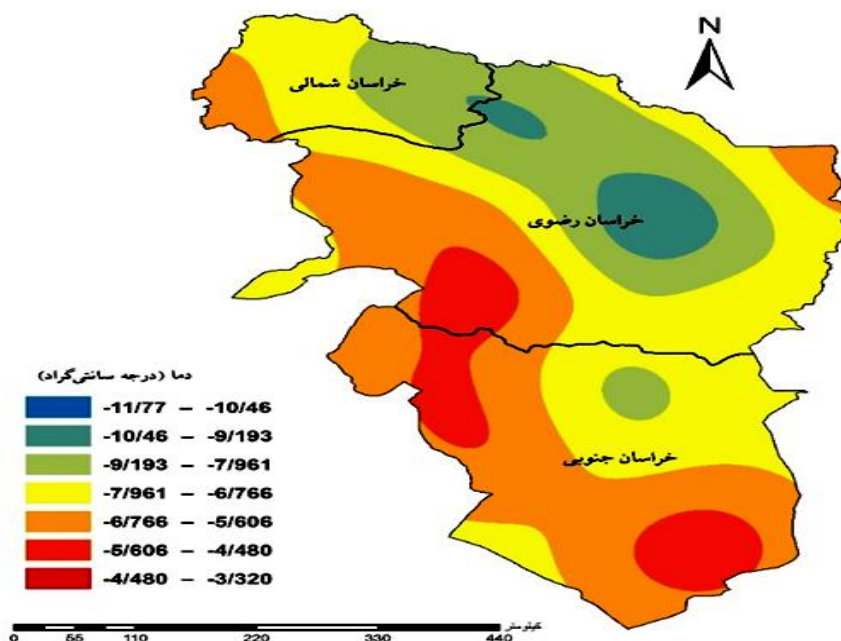 N
خراسان شمالی
خراسان رضوی
خراسان جنوبی
دما (درجه سانتی‌گراد)
-11/77 – -10/46
-10/46 – -9/193
-9/193 – -7/961
-7/961 – -6/766
-6/766 – -5/606
-5/606 – -4/480
-4/480 – -3/320
کیلومتر
0 55 110 220 330 440